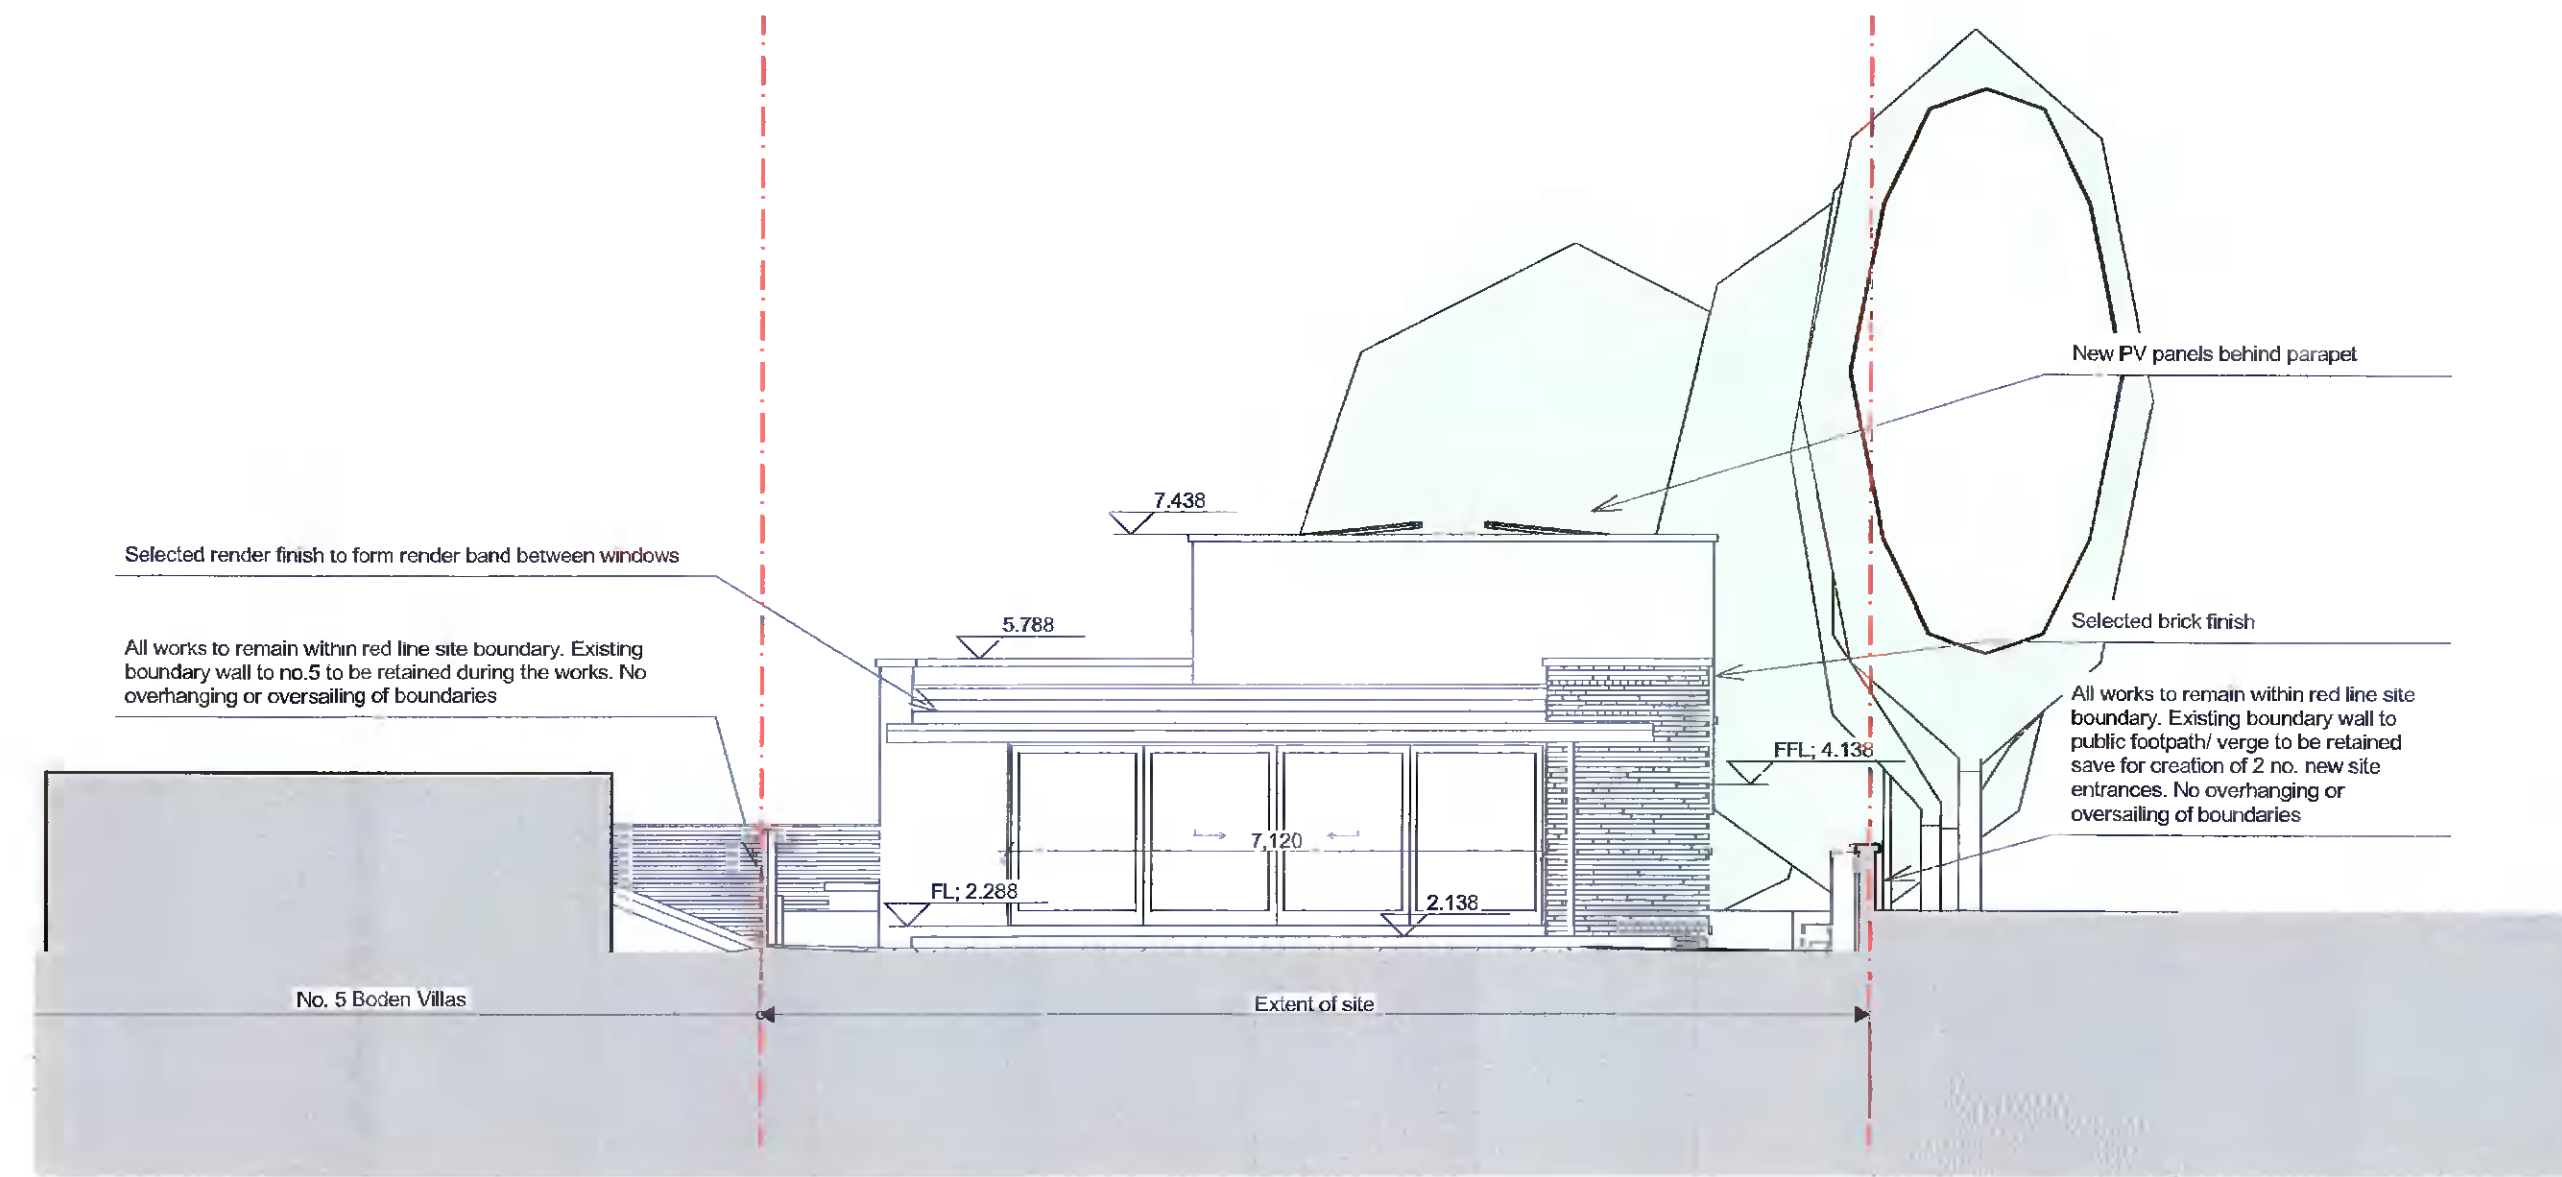 New PV panels behind parapet
7.438
Selected render finish to form render band between windows
5.788
Selected brick finish
All works to remain within red line site boundary. Existing
boundary wall to no.5 to be retained during the works. No
overhanging or oversailing of boundaries
All works to remain within red line site
boundary. Existing boundary wall to
public footpath/ verge to be retained
save for creation of 2 no. new site
entrances. No overhanging or
oversailing of boundaries
FFL; 4.138
7,120
FL; 2.288
2.138
No. 5 Boden Villas
Extent of site